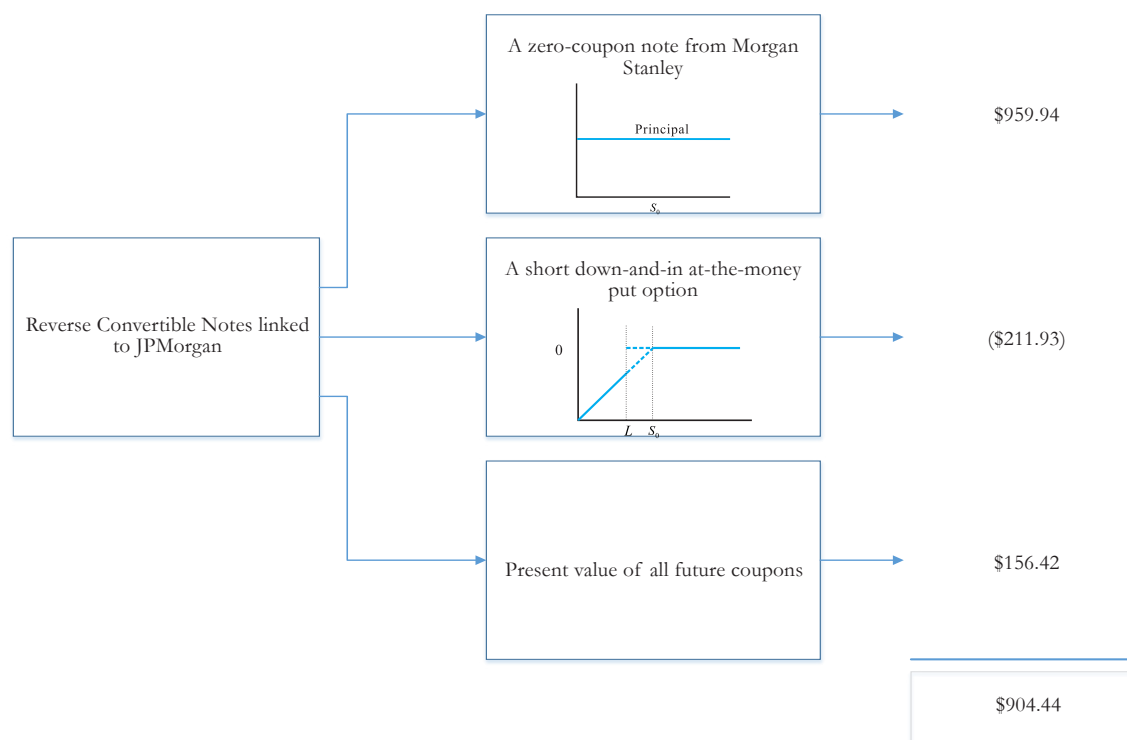 A zero-coupon note from Morgan
Stanley
Principal
S₀
$959.94
Reverse Convertible Notes linked
to JPMorgan
A short down-and-in at-the-money
put option
0
L S₀
($211.93)
Present value of all future coupons
$156.42
$904.44